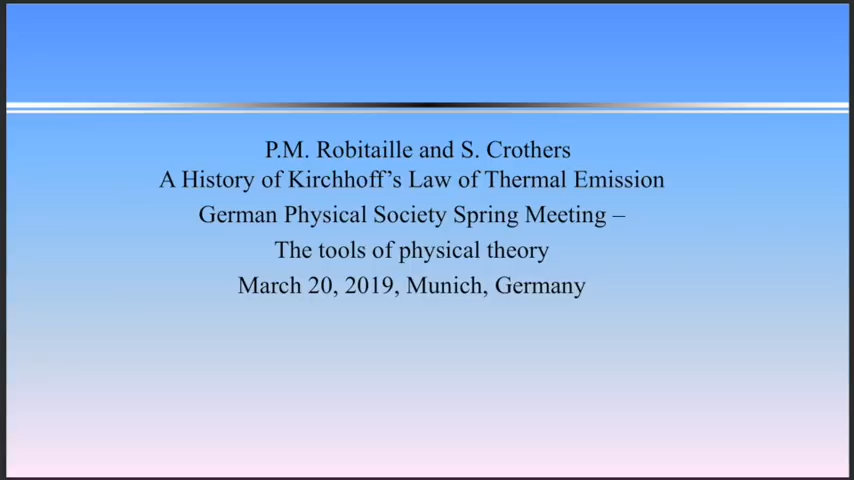 P.M. Robitaille and S. Crothers
A History of Kirchhoff’s Law of Thermal Emission
German Physical Society Spring Meeting –
The tools of physical theory
March 20, 2019, Munich, Germany